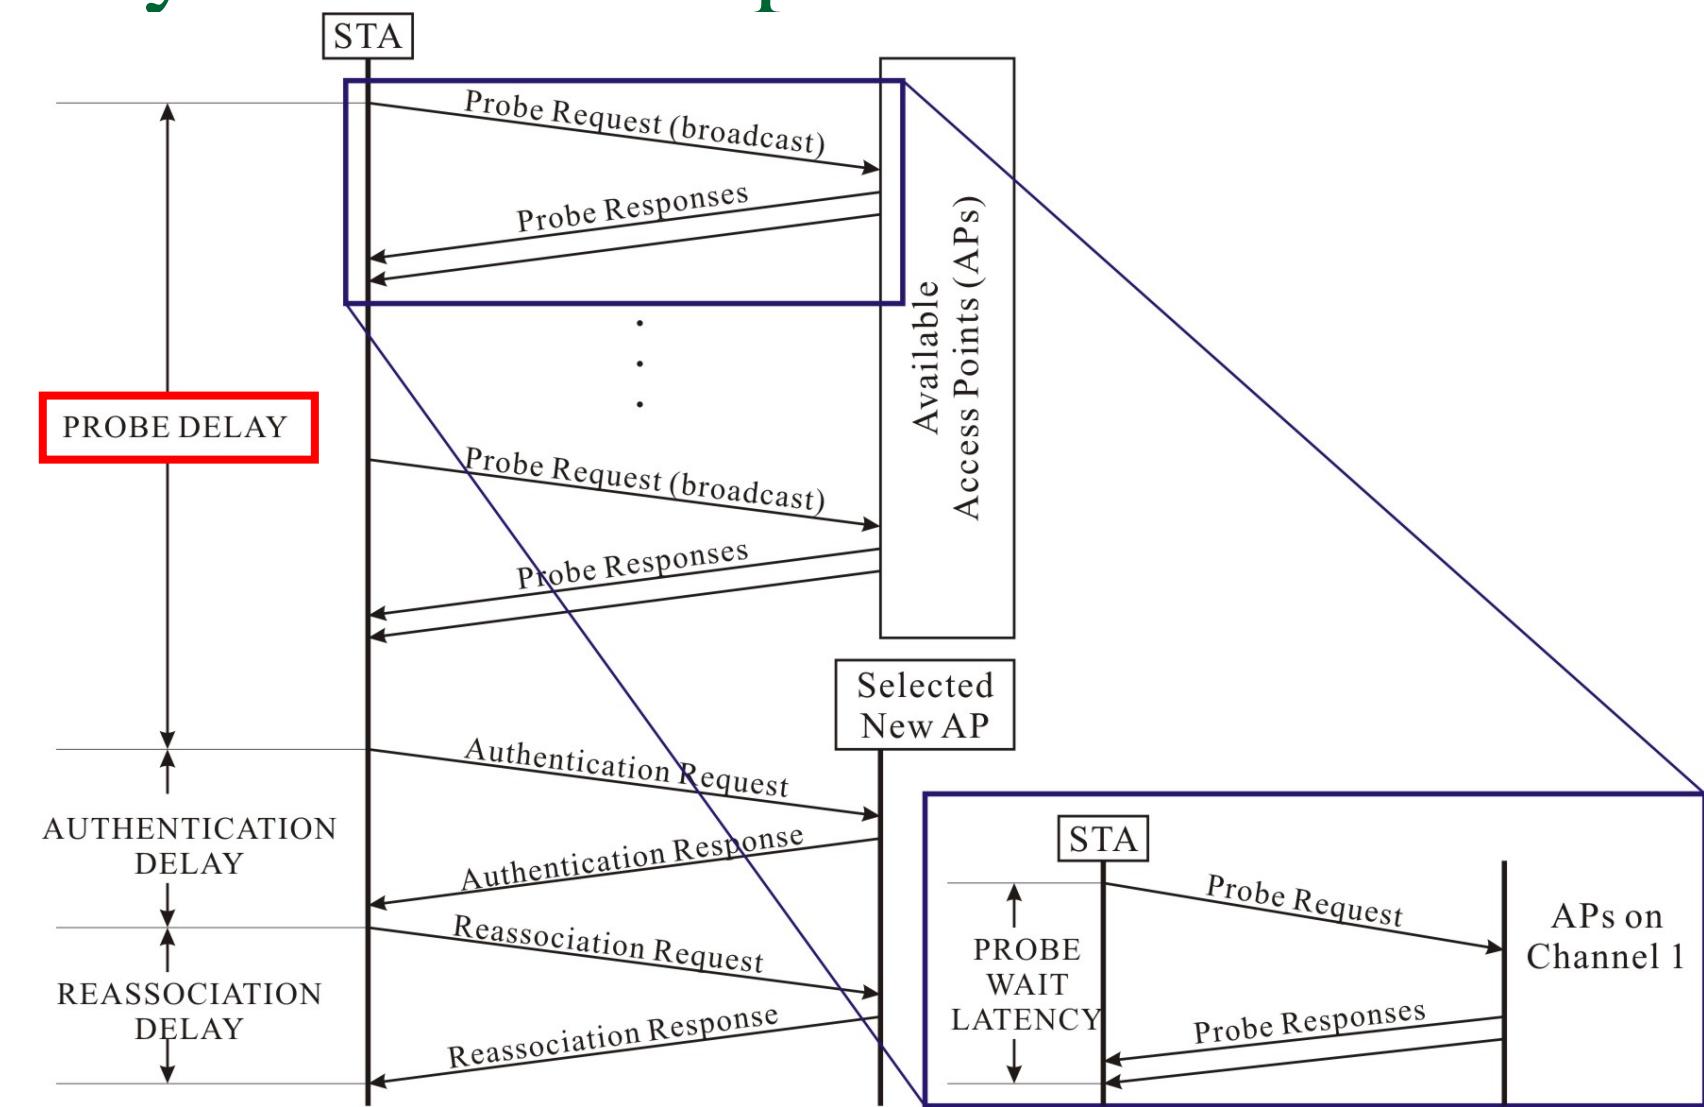 STA
Probe Request (broadcast)
Probe Responses
Available
Access Points (APs)
PROBE DELAY
Probe Request (broadcast)
Probe Responses
Selected
New AP
Authentication Request
AUTHENTICATION
DELAY
Authentication Response
Reassociation Request
REASSOCIATION
DELAY
Reassociation Response
STA
Probe Request
APs on
Channel 1
PROBE
WAIT
LATENCY
Probe Responses